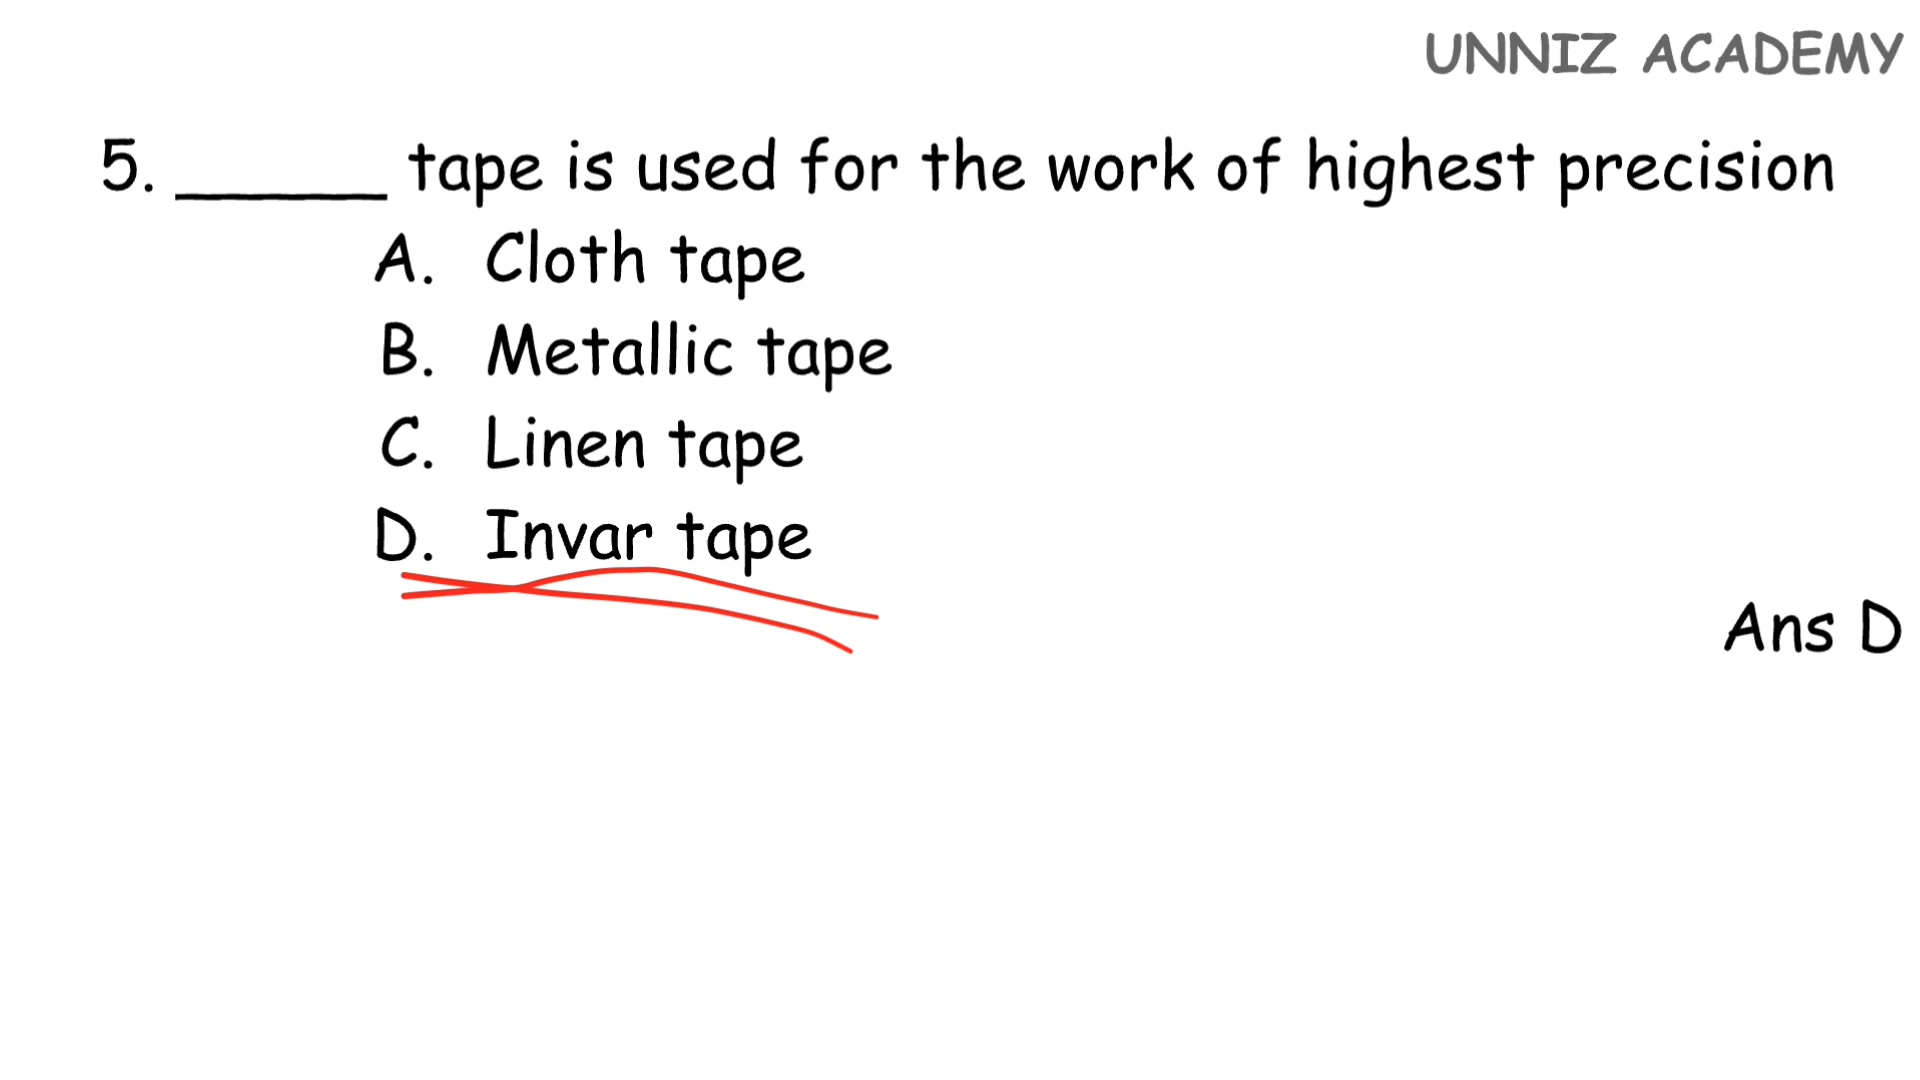 UNNIZ ACADEMY
5. ______ tape is used for the work of highest precision
A. Cloth tape
B. Metallic tape
C. Linen tape
D. Invar tape
Ans D